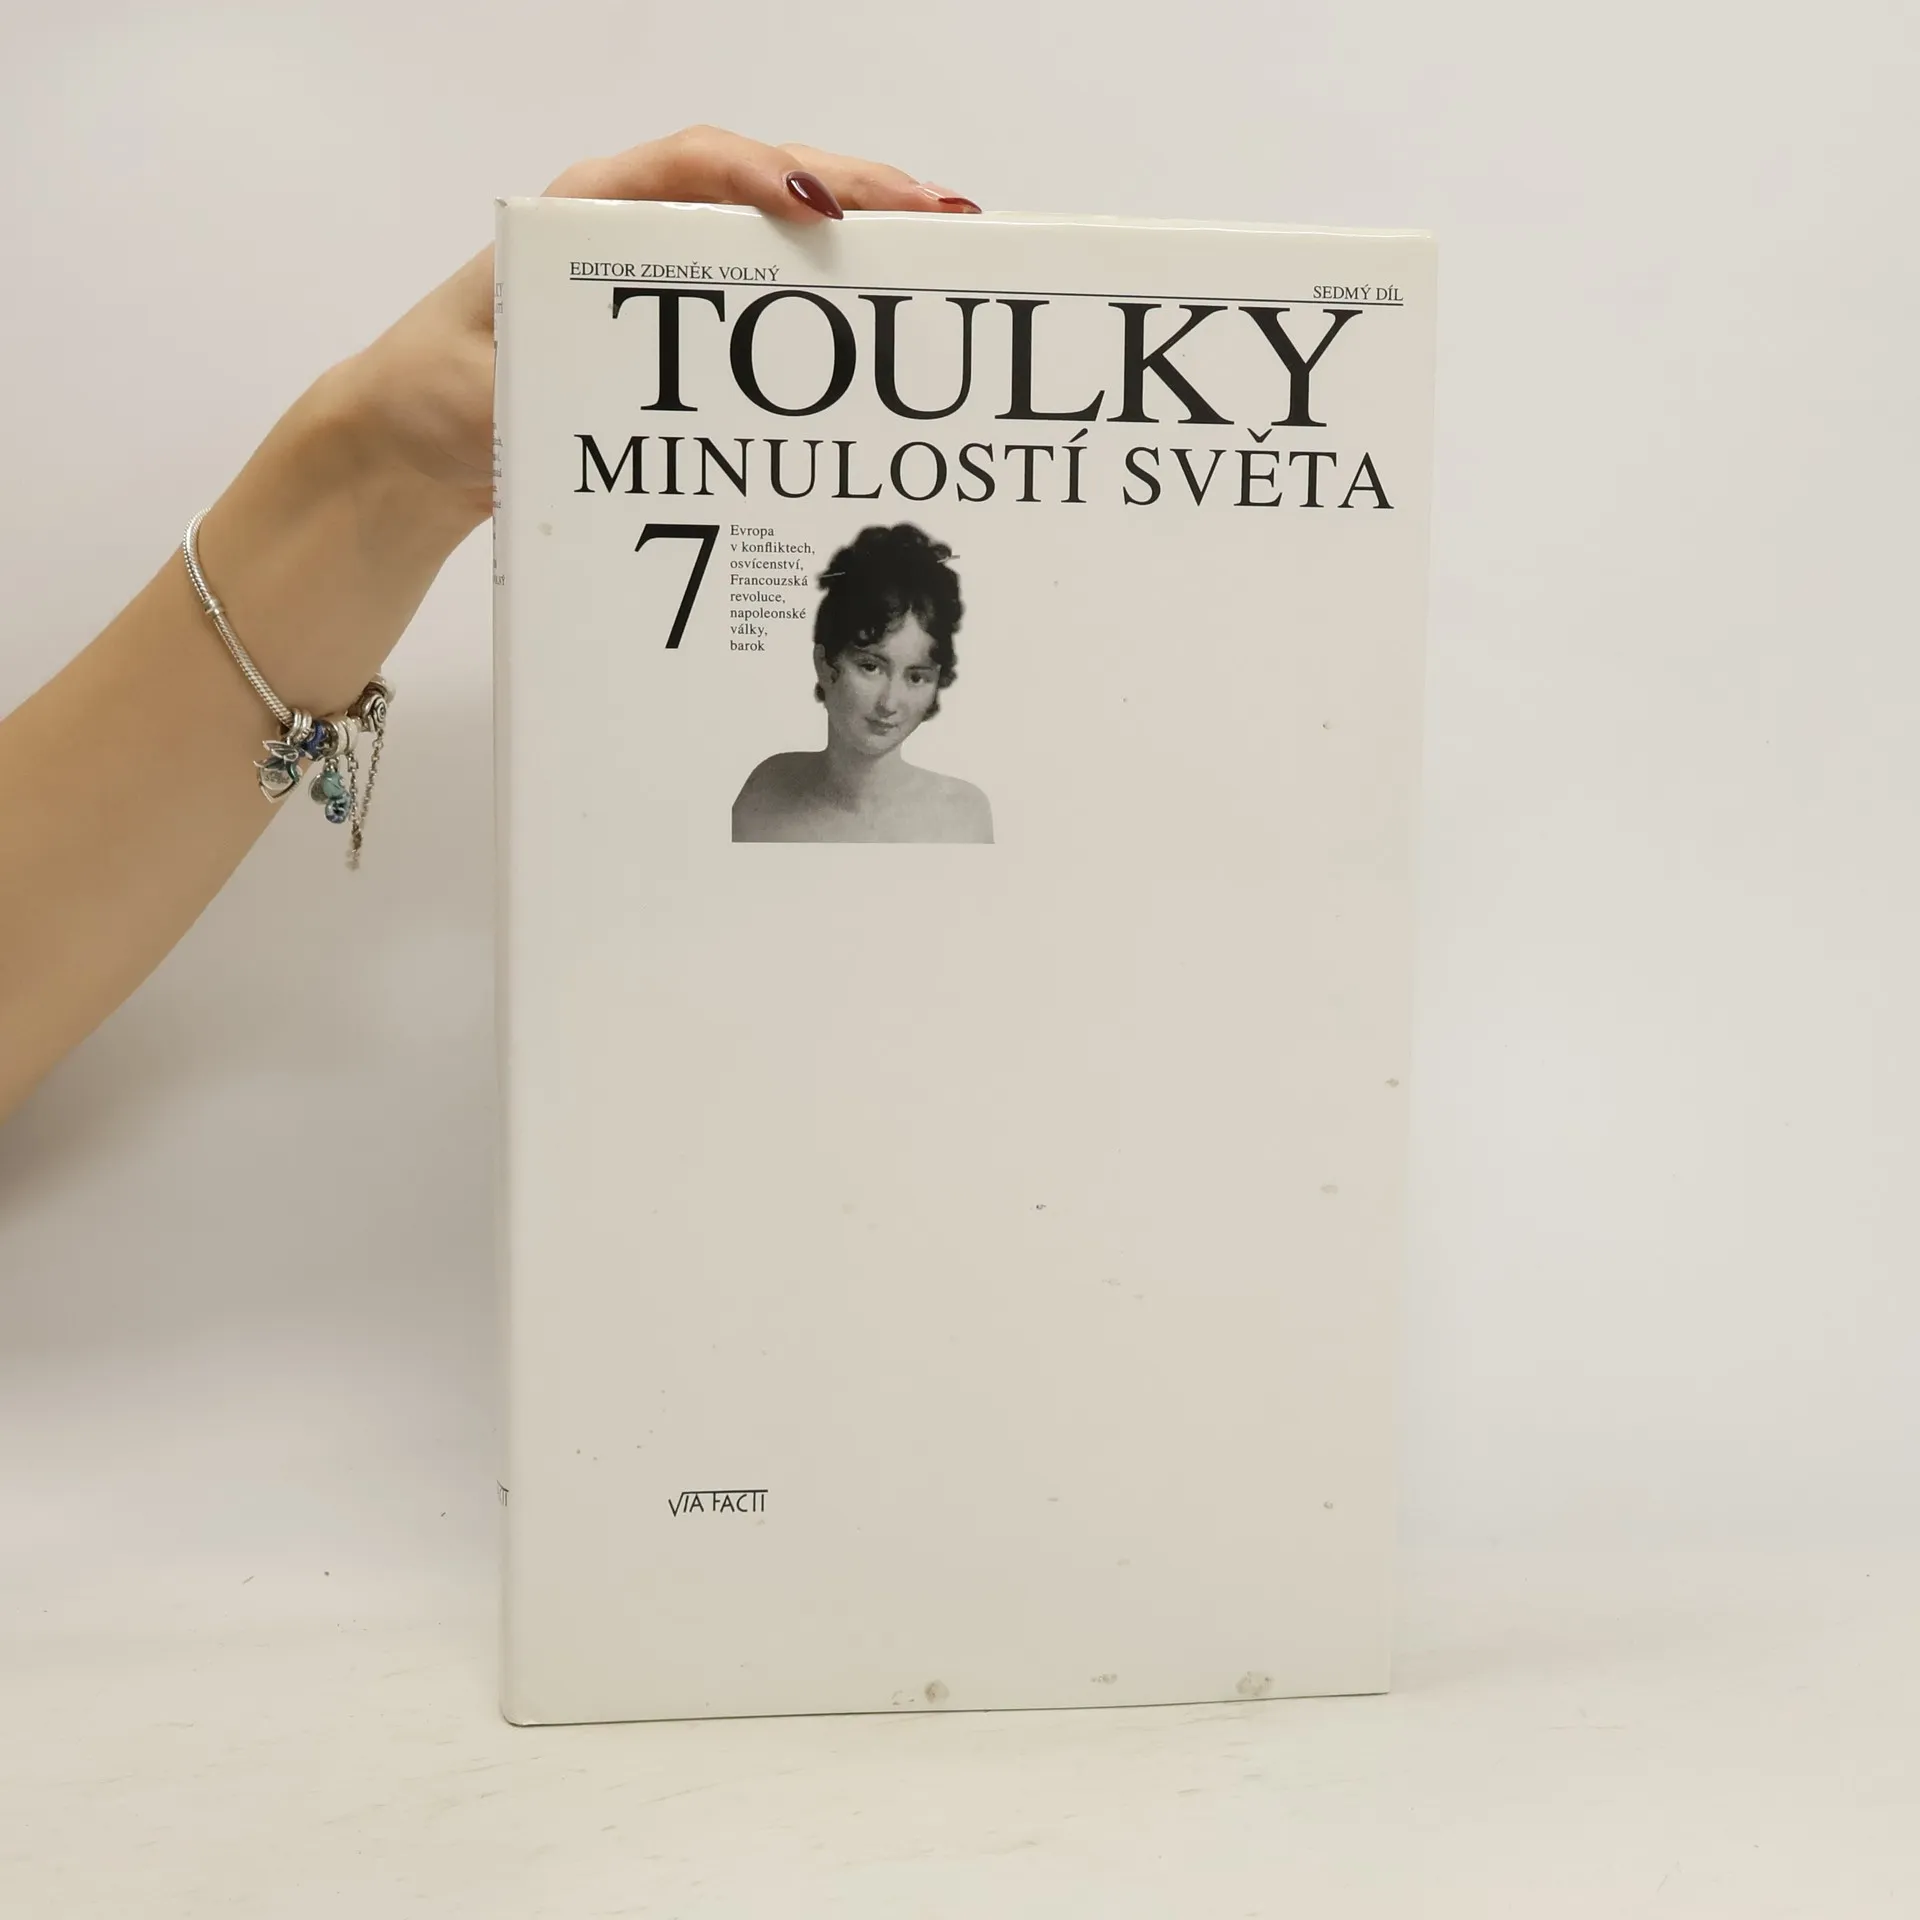 EDITOR ZDENĚK VOLNÝ
SEDMÝ DÍL
TOULKY
MINULOSTÍ SVĚTA
7
Evropa
v konfliktech,
osvícenství,
Francouzská
revoluce,
napoleonské
války,
barok
VIA FACTI